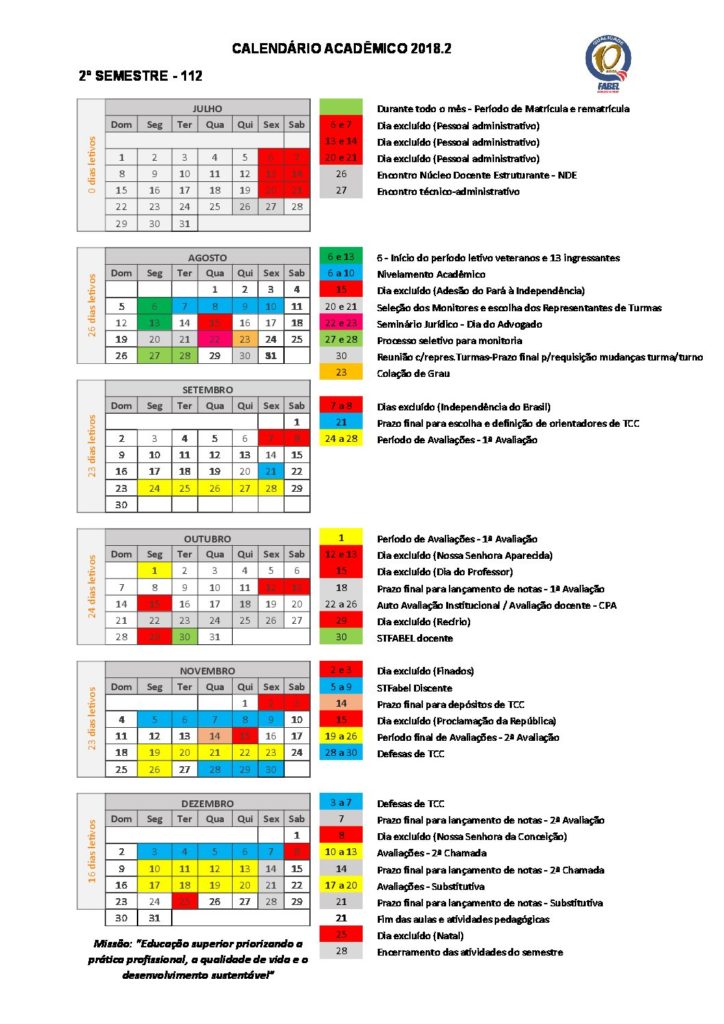 CALENDÁRIO ACADÊMICO 2018.2
2º SEMESTRE - 112
FABEL
0 dias letivos
JULHO
Dom Seg Ter Qua Qui Sex Sab
1 2 3 4 5 6 7
8 9 10 11 12 13 14
15 16 17 18 19 20 21
22 23 24 25 26 27 28
29 30 31
Durante todo o mês - Período de Matrícula e rematrícula
6 e 7 Dia excluído (Pessoal administrativo)
13 e 14 Dia excluído (Pessoal administrativo)
20 e 21 Dia excluído (Pessoal administrativo)
26 Encontro Núcleo Docente Estruturante - NDE
27 Encontro técnico-administrativo
26 dias letivos
AGOSTO
Dom Seg Ter Qua Qui Sex Sab
1 2 3 4
5 6 7 8 9 10 11
12 13 14 15 16 17 18
19 20 21 22 23 24 25
26 27 28 29 30 31
6 e 13 6 - Início do período letivo veteranos e 13 ingressantes
6 a 10 Nivelamento Acadêmico
15 Dia excluído (Adesão do Pará à Independência)
20 e 21 Seleção dos Monitores e escolha dos Representantes de Turmas
22 e 23 Seminário Jurídico - Dia do Advogado
27 e 28 Processo seletivo para monitoria
30 Reunião c/repres.Turmas-Prazo final p/requisição mudanças turma/turno
23 Colação de Grau
23 dias letivos
SETEMBRO
Dom Seg Ter Qua Qui Sex Sab
1
2 3 4 5 6 7 8
9 10 11 12 13 14 15
16 17 18 19 20 21 22
23 24 25 26 27 28 29
30
7 a 8 Dias excluído (Independência do Brasil)
21 Prazo final para escolha e definição de orientadores de TCC
24 a 28 Período de Avaliações - 1ª Avaliação
24 dias letivos
OUTUBRO
Dom Seg Ter Qua Qui Sex Sab
1 2 3 4 5 6
7 8 9 10 11 12 13
14 15 16 17 18 19 20
21 22 23 24 25 26 27
28 29 30 31
1 Período de Avaliações - 1ª Avaliação
12 e 13 Dia excluído (Nossa Senhora Aparecida)
15 Dia excluído (Dia do Professor)
18 Prazo final para lançamento de notas - 1ª Avaliação
22 a 26 Auto Avaliação Institucional / Avaliação docente - CPA
29 Dia excluído (Recírio)
30 STFABEL docente
23 dias letivos
NOVEMBRO
Dom Seg Ter Qua Qui Sex Sab
1 2 3
4 5 6 7 8 9 10
11 12 13 14 15 16 17
18 19 20 21 22 23 24
25 26 27 28 29 30
2 e 3 Dia excluído (Finados)
5 a 9 STFabel Discente
14 Prazo final para depósitos de TCC
15 Dia excluído (Proclamação da República)
19 a 26 Período final de Avaliações - 2ª Avaliação
28 a 30 Defesas de TCC
16 dias letivos
DEZEMBRO
Dom Seg Ter Qua Qui Sex Sab
1
2 3 4 5 6 7 8
9 10 11 12 13 14 15
16 17 18 19 20 21 22
23 24 25 26 27 28 29
30 31
3 a 7 Defesas de TCC
7 Prazo final para lançamento de notas - 2ª Avaliação
8 Dia excluído (Nossa Senhora da Conceição)
10 a 13 Avaliações - 2ª Chamada
14 Prazo final para lançamento de notas - 2ª Chamada
17 a 20 Avaliações - Substitutiva
21 Prazo final para lançamento de notas - Substitutiva
21 Fim das aulas e atividades pedagógicas
25 Dia excluído (Natal)
28 Encerramento das atividades do semestre
Missão: "Educação superior priorizando a
prática profissional, a qualidade de vida e o
desenvolvimento sustentável"